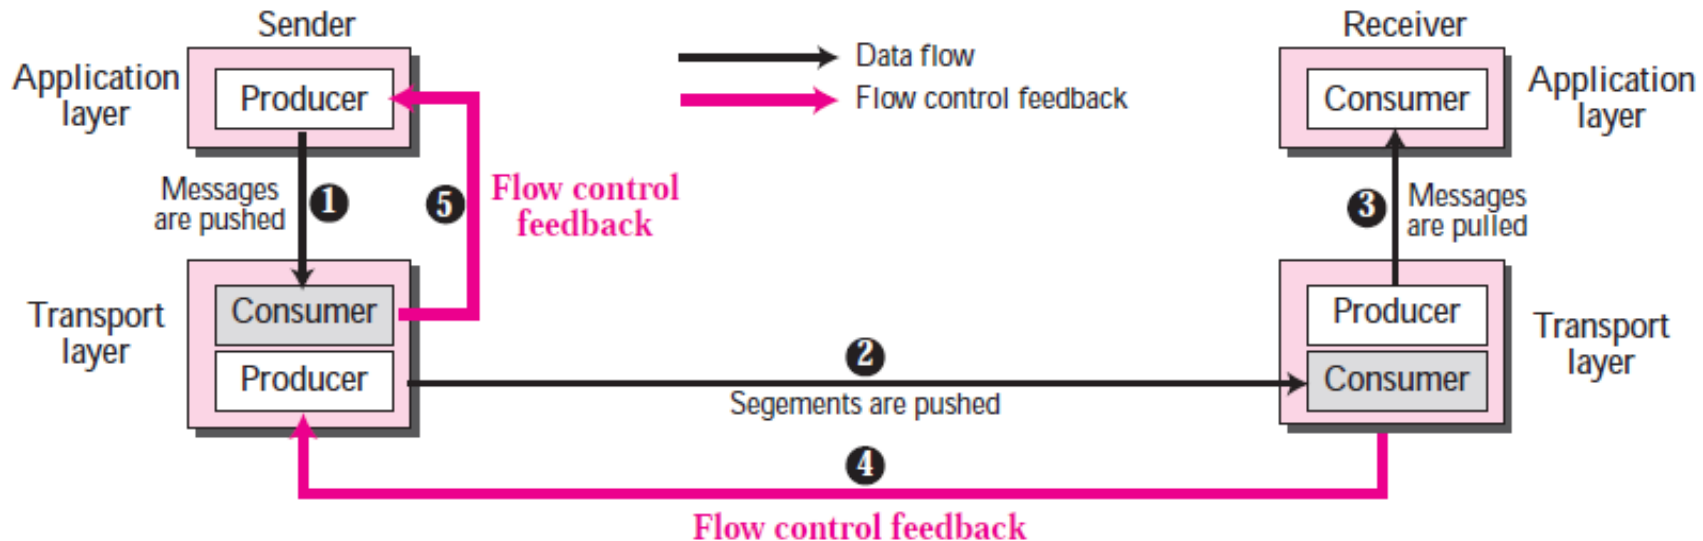 Sender
Receiver
Data flow
Flow control feedback
Application
layer
Producer
Consumer
Application
layer
Messages
are pushed
1
5
Flow control
feedback
3
Messages
are pulled
Transport
layer
Consumer
Producer
2
Segements are pushed
Producer
Consumer
Transport
layer
4
Flow control feedback